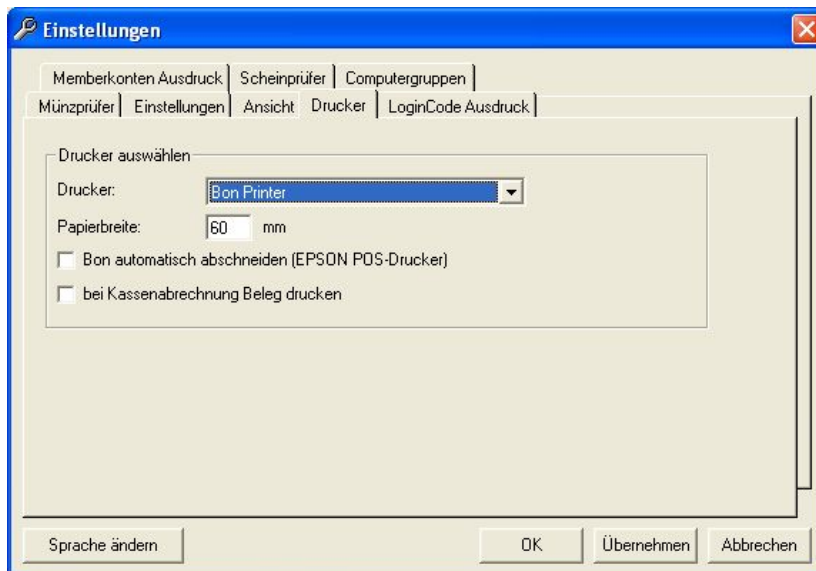 Einstellungen
Memberkonten Ausdruck Scheinprüfer Computergruppen
Münzprüfer Einstellungen Ansicht Drucker LoginCode Ausdruck
Drucker auswählen
Drucker: Bon Printer
Papierbreite: 60 mm
Bon automatisch abschneiden (EPSON POS-Drucker)
bei Kassenabrechnung Beleg drucken
Sprache ändern OK Übernehmen Abbrechen